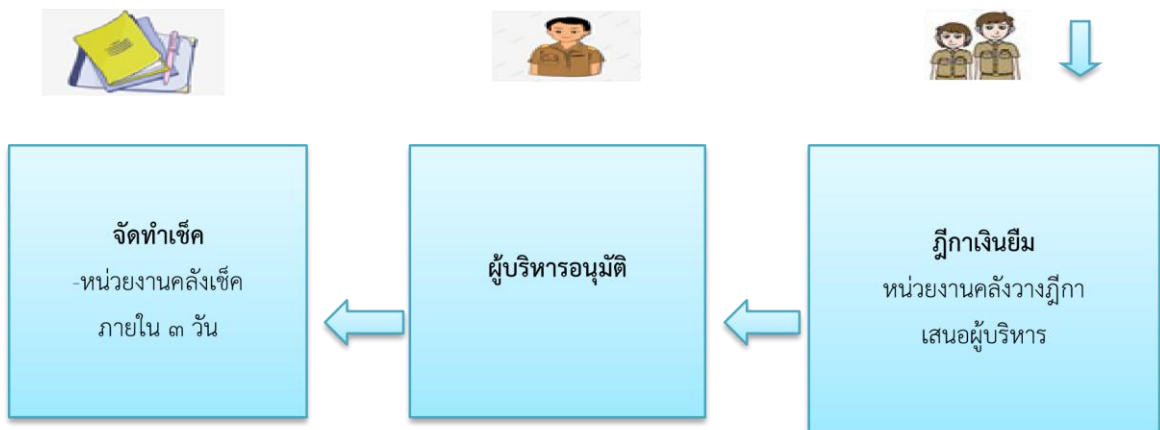 จัดทำเช็ค
-หน่วยงานคลังเช็ค
ภายใน ๓ วัน
ผู้บริหารอนุมัติ
ฎีกาเงินยืม
หน่วยงานคลังวางฎีกา
เสนอผู้บริหาร